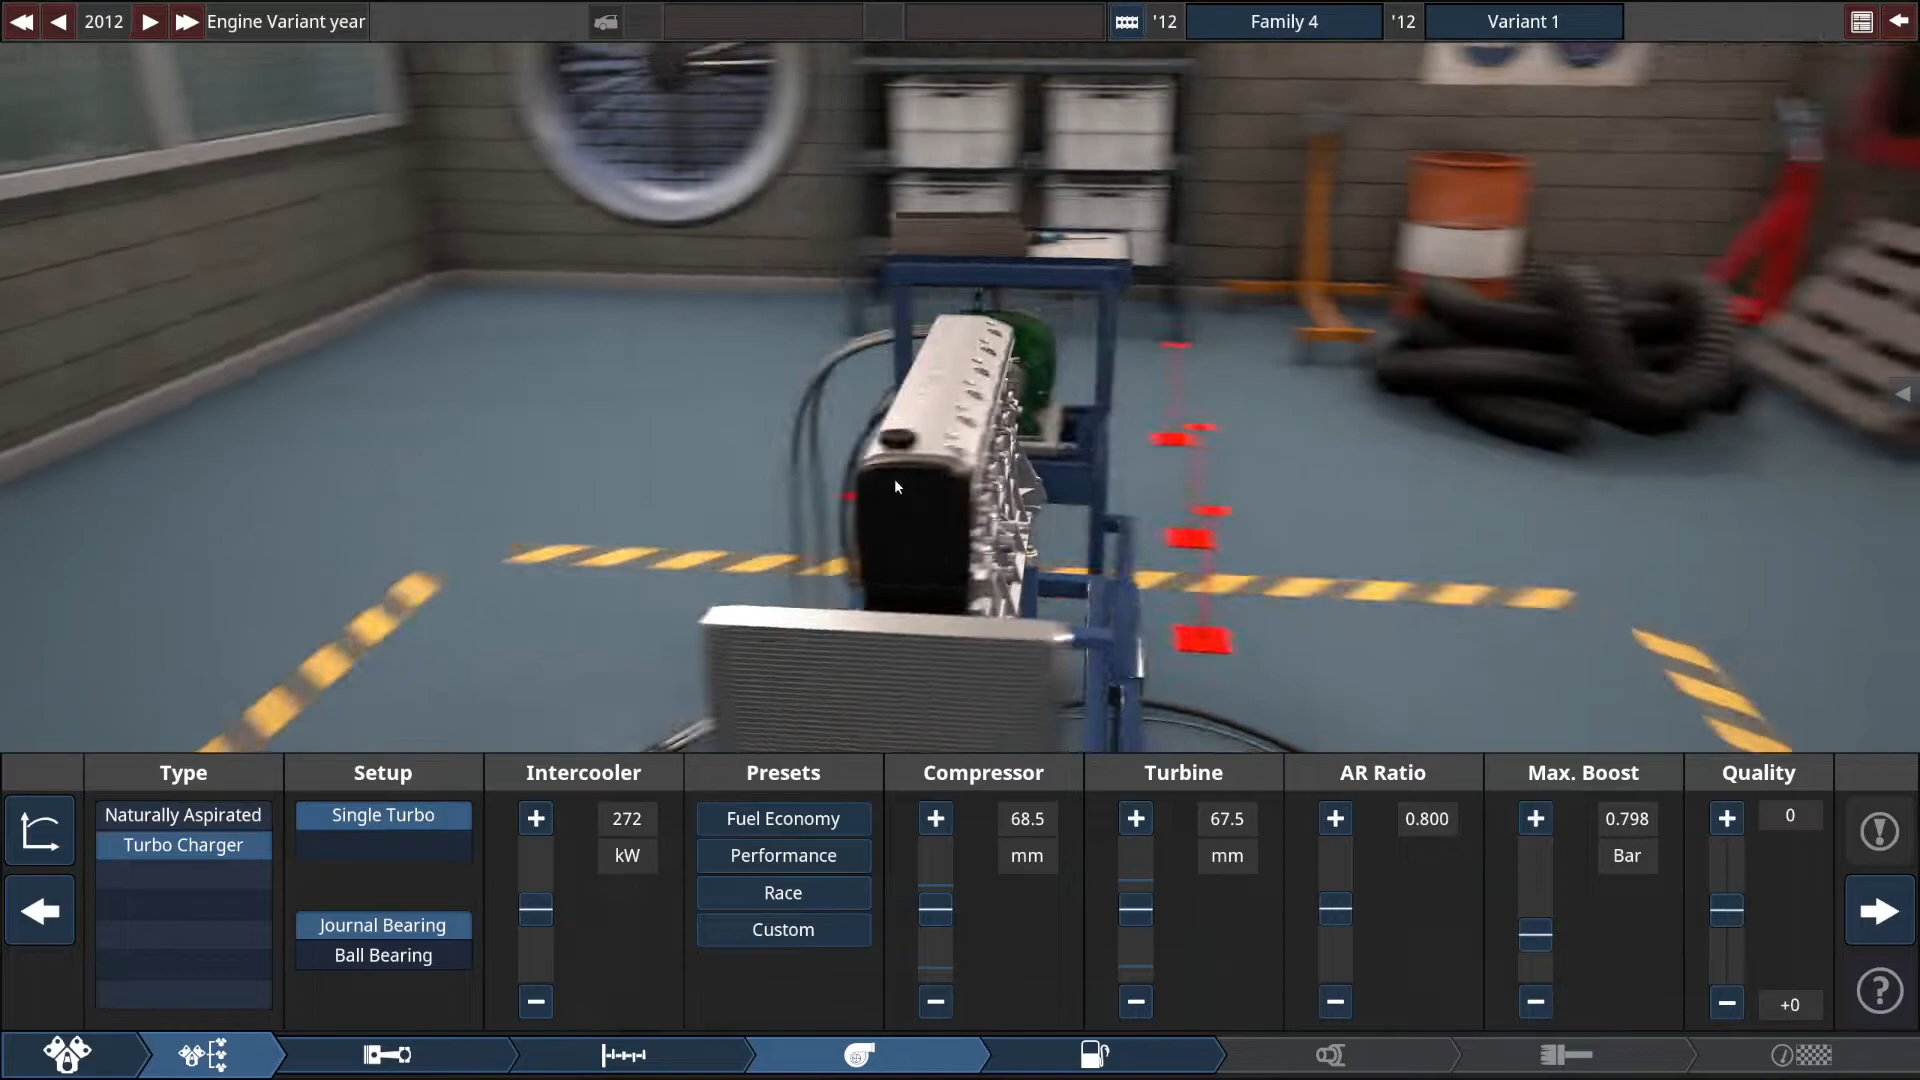 2012 Engine Variant year '12 Family 4 '12 Variant 1
Type Setup Intercooler Presets Compressor Turbine AR Ratio Max. Boost Quality
Naturally Aspirated Single Turbo 272 Fuel Economy 68.5 67.5 0.800 0.798 0
Turbo Charger kW Performance mm mm Bar
Race
Journal Bearing Custom
Ball Bearing
+0